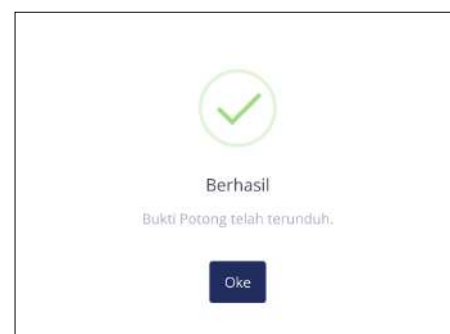 Berhasil
Bukti Potong telah terunduh.
Oke